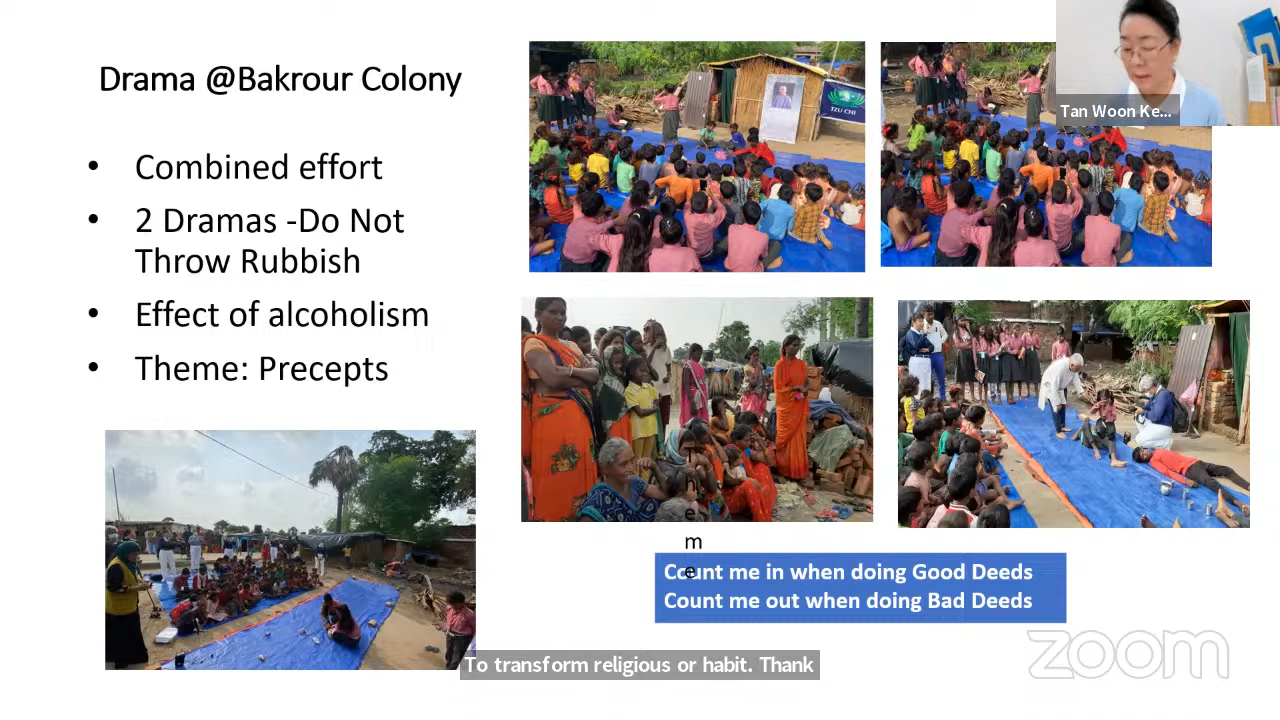 Drama @Bakrour Colony
Tan Woon Ke...
TZU CHI
• Combined effort
• 2 Dramas -Do Not
Throw Rubbish
• Effect of alcoholism
• Theme: Precepts
h
e
m
e
Count me in when doing Good Deeds
Count me out when doing Bad Deeds
zoom
To transform religious or habit. Thank